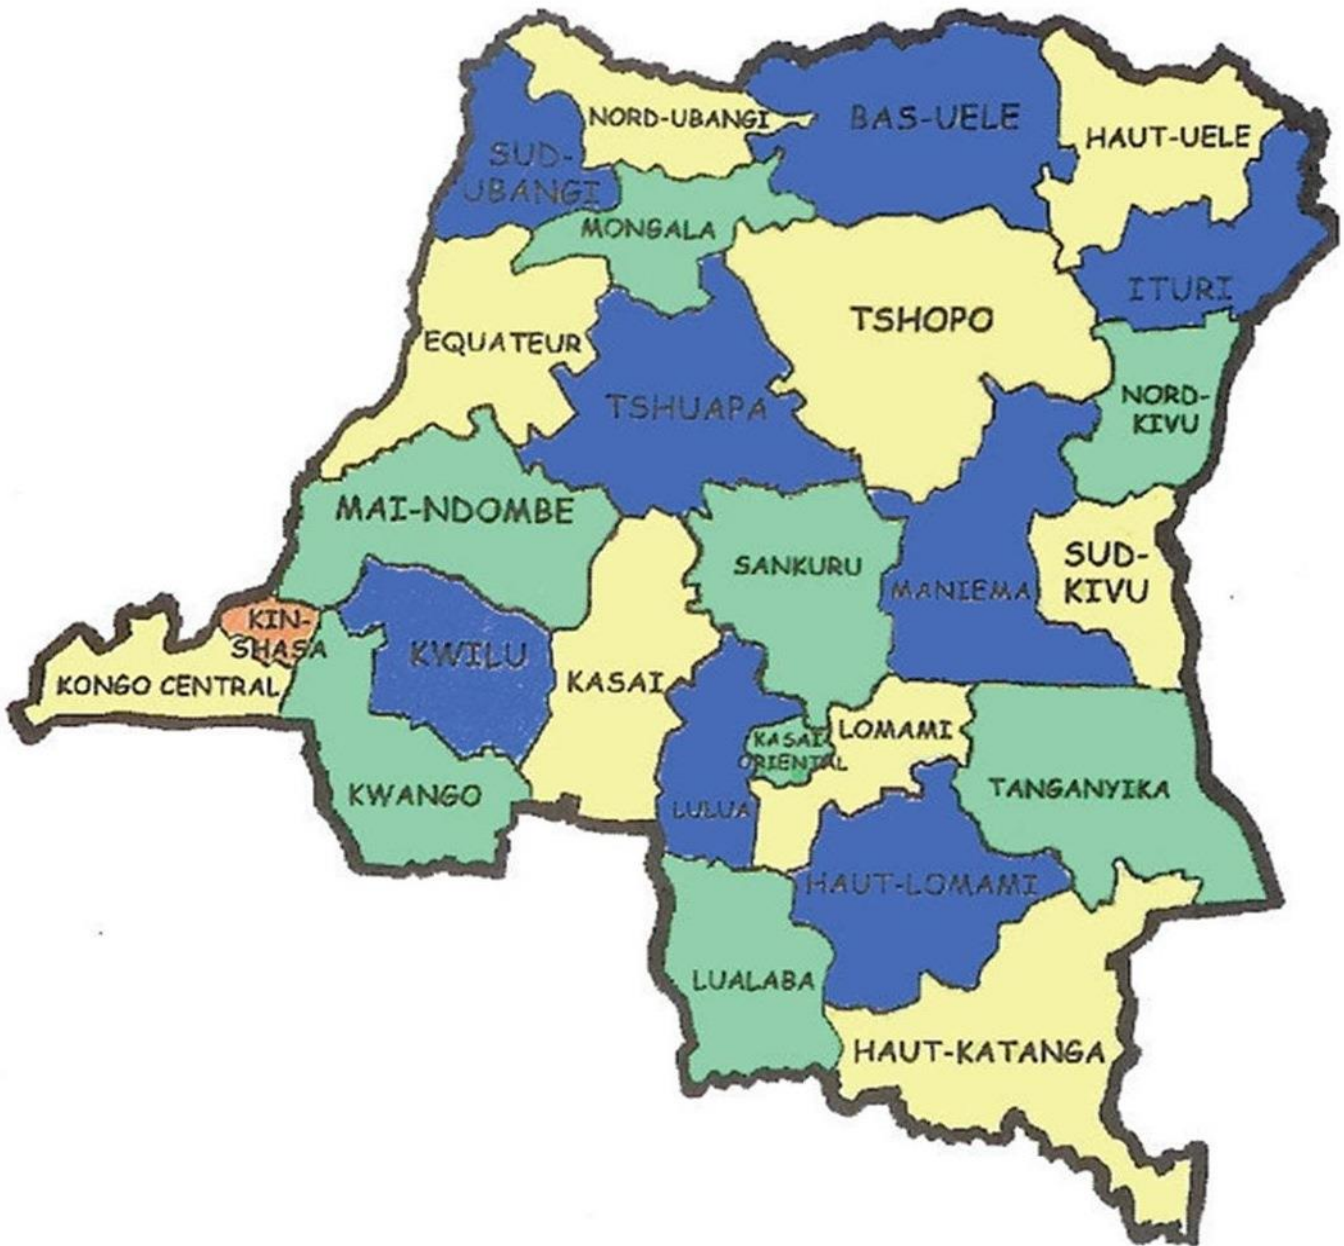 NORD-UBANGI
BAS-UELE
HAUT-UELE
SUD-
UBANGI
MONGALA
ITURI
EQUATEUR
TSHOPO
TSHUAPA
NORD-
KIVU
MAI-NDOMBE
SANKURU
MANIEMA
SUD-
KIVU
KIN-
SHASA
KONGO CENTRAL
KWILU
KASAI
LOMAMI
KASAI
ORIENTAL
TANGANYIKA
KWANGO
LULUA
HAUT-LOMAMI
LUALABA
HAUT-KATANGA